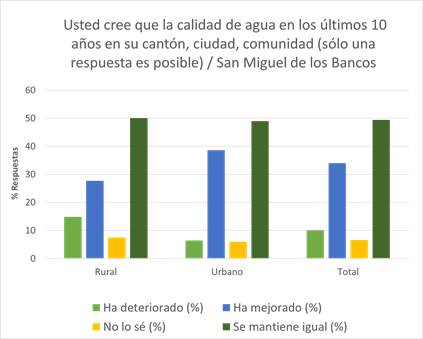 Usted cree que la calidad de agua en los últimos 10
años en su cantón, ciudad, comunidad (sólo una
respuesta es posible) / San Miguel de los Bancos
60
50
40
30
20
10
0
% Respuestas
Rural
Urbano
Total
Ha deteriorado (%)
Ha mejorado (%)
No lo sé (%)
Se mantiene igual (%)